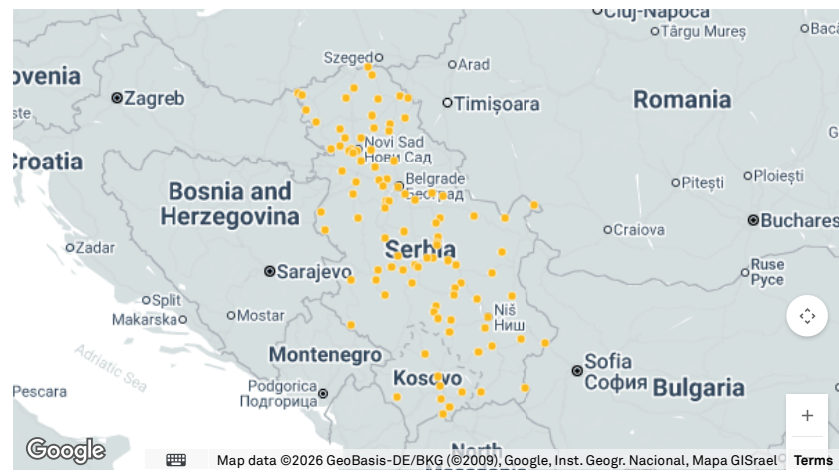 Cluj-Napoca
Târgu Mureș
Szeged
Arad
ovenia
Zagreb
Timișoara
Romania
Novi Sad
Нови Сад
Croatia
Belgrade
Београд
Pitești
Ploiești
Bosnia and
Herzegovina
Craiova
Buchares
Zadar
Serbia
Sarajevo
Ruse
Русе
Split
Makarska
Mostar
Niš
Ниш
Adriatic Sea
Montenegro
Sofia
София
Bulgaria
Kosovo
Pescara
Podgorica
Подгорица
North
Google
Map data ©2026 GeoBasis-DE/BKG (©2009), Google, Inst. Geogr. Nacional, Mapa GISrael
Terms